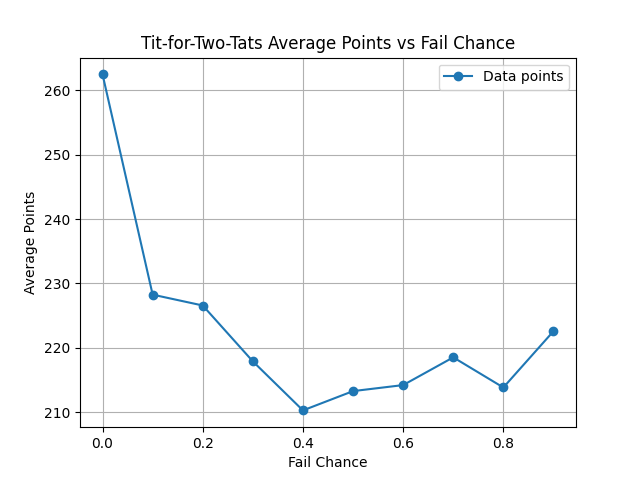 Tit-for-Two-Tats Average Points vs Fail Chance
Data points
260
250
240
230
220
210
Average Points
0.0 0.2 0.4 0.6 0.8
Fail Chance